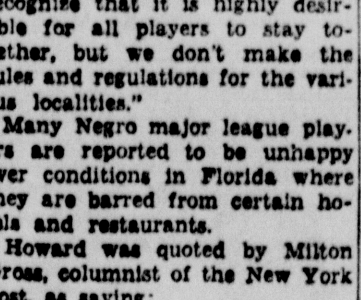 ecognize that it is highly desir-
ble for all players to stay to-
ether, but we don't make the
ules and regulations for the vari-
us localities."
Many Negro major league play-
rs are reported to be unhappy
ver conditions in Florida where
hey are barred from certain ho-
ls and restaurants.
Howard was quoted by Milton
ross, columnist of the New York
ost, as saying: